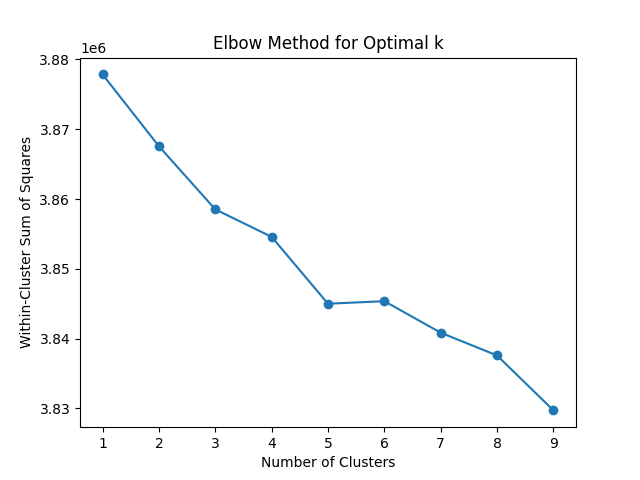 Elbow Method for Optimal k
1e6
3.88
3.87
3.86
3.85
3.84
3.83
Within-Cluster Sum of Squares
1 2 3 4 5 6 7 8 9
Number of Clusters